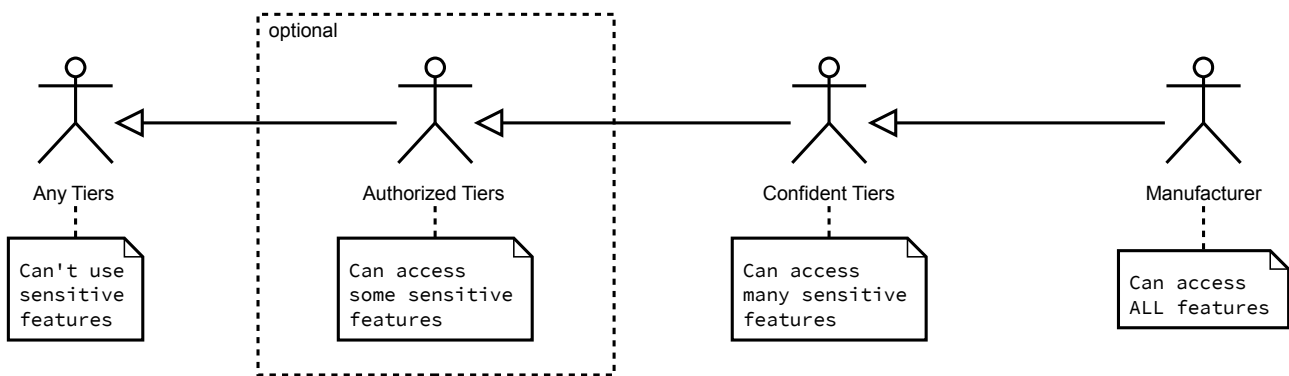 optional
Any Tiers
Authorized Tiers
Confident Tiers
Manufacturer
Can't use
sensitive
features
Can access
some sensitive
features
Can access
many sensitive
features
Can access
ALL features